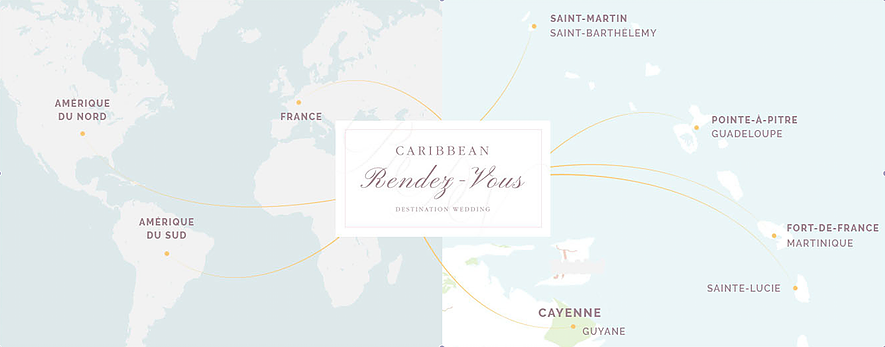 AMÉRIQUE
DU NORD
FRANCE
AMÉRIQUE
DU SUD
CARIBBEAN
Rendez-Vous
DESTINATION WEDDING
SAINT-MARTIN
SAINT-BARTHÉLEMY
POINTE-À-PITRE
GUADELOUPE
FORT-DE-FRANCE
MARTINIQUE
SAINTE-LUCIE
CAYENNE
GUYANE